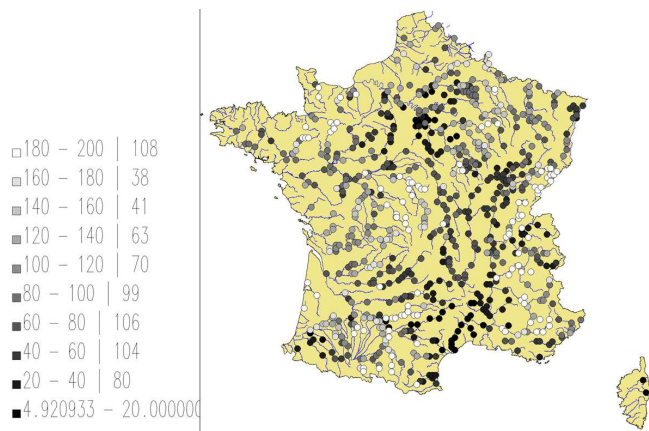 180 – 200 | 108
160 – 180 | 38
140 – 160 | 41
120 – 140 | 63
100 – 120 | 70
80 – 100 | 99
60 – 80 | 106
40 – 60 | 104
20 – 40 | 80
4.920933 – 20.000000